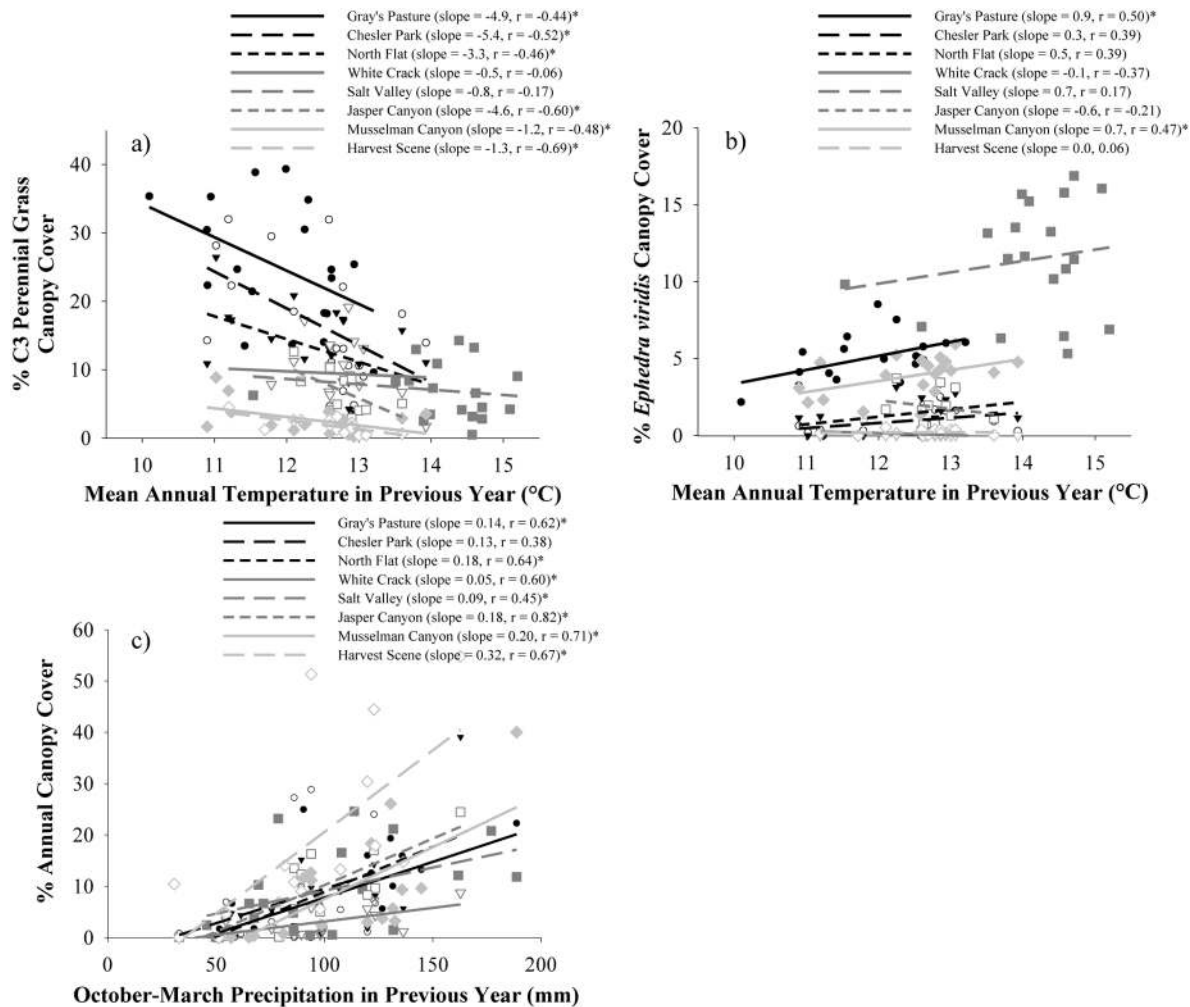 Gray's Pasture (slope = -4.9, r = -0.44)*
Chesler Park (slope = -5.4, r = -0.52)*
North Flat (slope = -3.3, r = -0.46)*
White Crack (slope = -0.5, r = -0.06)
Salt Valley (slope = -0.8, r = -0.17)
Jasper Canyon (slope = -4.6, r = -0.60)*
Musselman Canyon (slope = -1.2, r = -0.48)*
Harvest Scene (slope = -1.3, r = -0.69)*
a)
% C3 Perennial Grass
Canopy Cover
40
30
20
10
0
10 11 12 13 14 15
Mean Annual Temperature in Previous Year (°C)
Gray's Pasture (slope = 0.9, r = 0.50)*
Chesler Park (slope = 0.3, r = 0.39)
North Flat (slope = 0.5, r = 0.39)
White Crack (slope = -0.1, r = -0.37)
Salt Valley (slope = 0.7, r = 0.17)
Jasper Canyon (slope = -0.6, r = -0.21)
Musselman Canyon (slope = 0.7, r = 0.47)*
Harvest Scene (slope = 0.0, 0.06)
b)
% Ephedra viridis Canopy Cover
20
15
10
5
0
10 11 12 13 14 15
Mean Annual Temperature in Previous Year (°C)
Gray's Pasture (slope = 0.14, r = 0.62)*
Chesler Park (slope = 0.13, r = 0.38)
North Flat (slope = 0.18, r = 0.64)*
White Crack (slope = 0.05, r = 0.60)*
Salt Valley (slope = 0.09, r = 0.45)*
Jasper Canyon (slope = 0.18, r = 0.82)*
Musselman Canyon (slope = 0.20, r = 0.71)*
Harvest Scene (slope = 0.32, r = 0.67)*
c)
% Annual Canopy Cover
60
50
40
30
20
10
0
0 50 100 150 200
October-March Precipitation in Previous Year (mm)